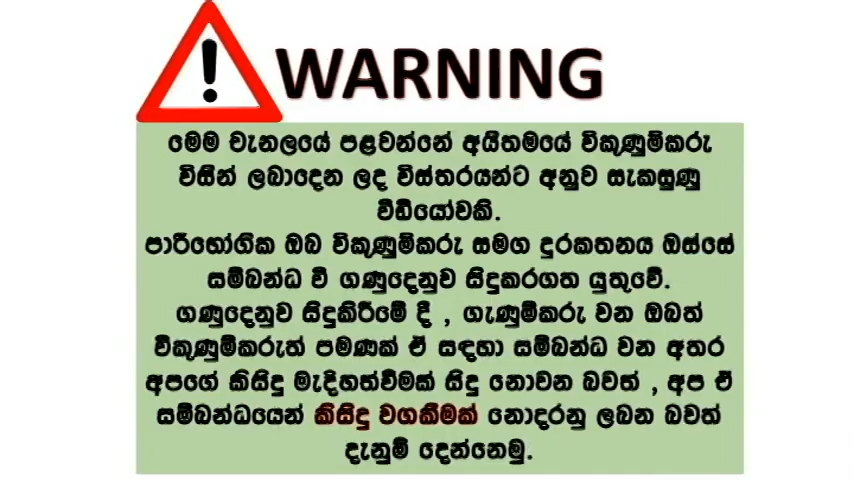 WARNING
මෙම චැනලයේ පළවන්නේ අයිතමයේ විකුණුම්කරු
විසින් ලබාදෙන ලද විස්තරයන්ට අනුව සැකසුණු
වීඩියෝවකි.
පාරිභෝගික ඔබ විකුණුම්කරු සමග දුරකතනය ඔස්සේ
සම්බන්ධ වී ගණුදෙනුව සිදුකරගත යුතුවේ.
ගණුදෙනුව සිදුකිරීමේ දී , ගැණුම්කරු වන ඔබත්
විකුණුම්කරුත් පමණක් ඒ සඳහා සම්බන්ධ වන අතර
අපගේ කිසිදු මැදිහත්වීමක් සිදු නොවන බවත් , අප ඒ
සම්බන්ධයෙන් කිසිදු වගකීමක් නොදරනු ලබන බවත්
දැනුම් දෙන්නෙමු.